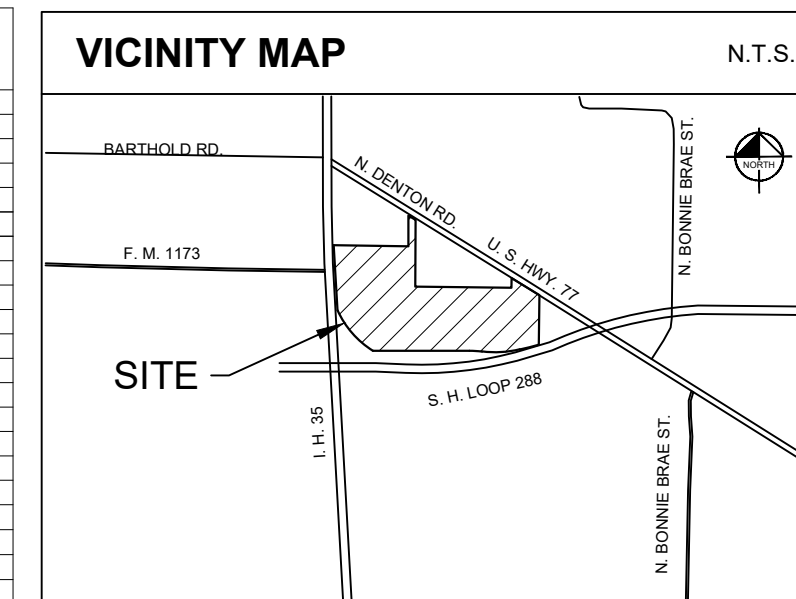 VICINITY MAP
N.T.S.
BARTHOLD RD.
N. DENTON RD.
N. BONNIE BRAE ST.
NORTH
F. M. 1173
U. S. HWY. 77
SITE
S. H. LOOP 288
I. H. 35
N. BONNIE BRAE ST.